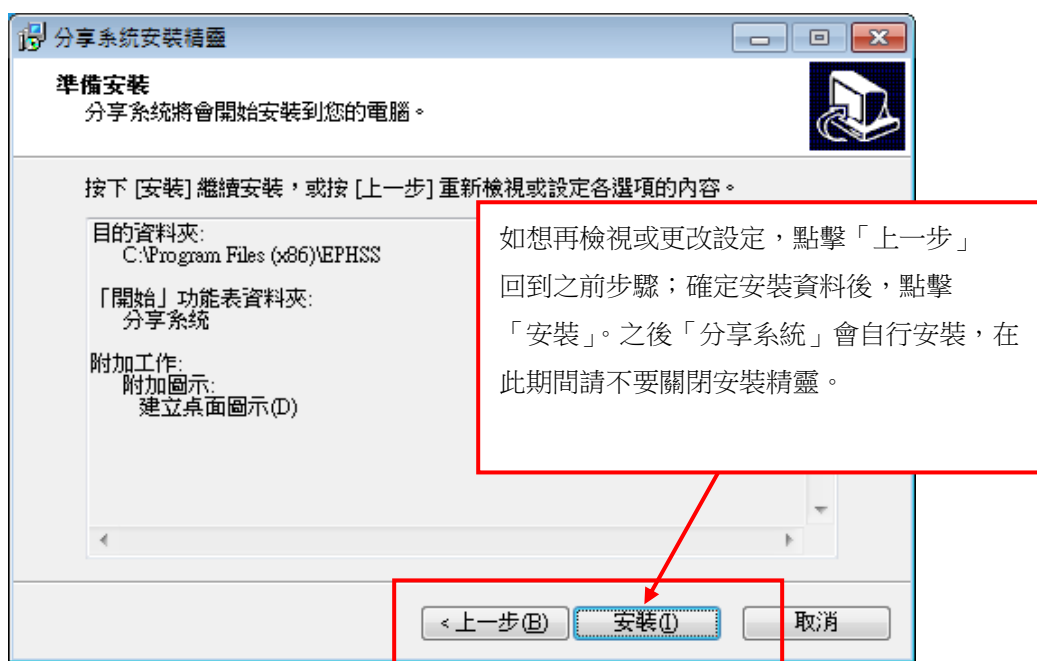 分享系统安裝精靈
準備安裝
分享系统將會開始安裝到您的電腦。
按下 [安裝] 繼續安裝，或按 [上一步] 重新檢視或設定各選項的內容。
目的資料夾:
C:\Program Files (x86)\EPHSS
「開始」功能表資料夾:
分享系统
附加工作:
附加圖示:
建立桌面圖示(D)
如想再檢視或更改設定，點擊「上一步」
回到之前步驟；確定安裝資料後，點擊
「安裝」。之後「分享系統」會自行安裝，在
此期間請不要關閉安裝精靈。
<上一步(B)
安裝(I)
取消